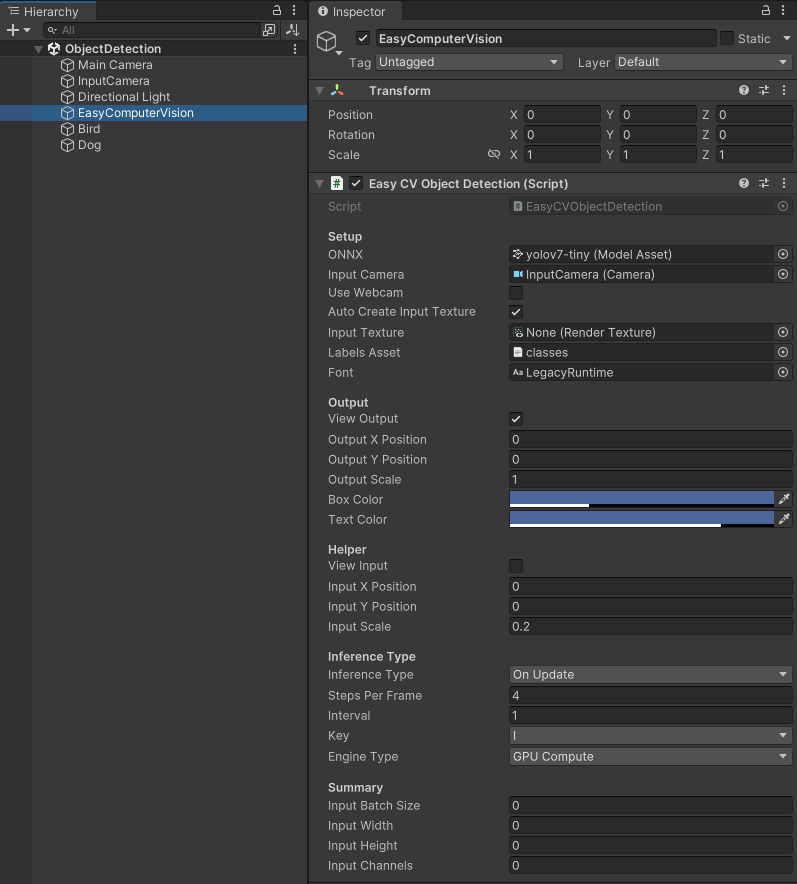 Hierarchy
All
ObjectDetection
Main Camera
InputCamera
Directional Light
EasyComputerVision
Bird
Dog
Inspector
EasyComputerVision Static
Tag Untagged Layer Default
Transform
Position X 0 Y 0 Z 0
Rotation X 0 Y 0 Z 0
Scale X 1 Y 1 Z 1
# Easy CV Object Detection (Script)
Script # EasyCVObjectDetection
Setup
ONNX yolov7-tiny (Model Asset)
Input Camera InputCamera (Camera)
Use Webcam
Auto Create Input Texture
Input Texture None (Render Texture)
Labels Asset classes
Font Aa LegacyRuntime
Output
View Output
Output X Position 0
Output Y Position 0
Output Scale 1
Box Color
Text Color
Helper
View Input
Input X Position 0
Input Y Position 0
Input Scale 0.2
Inference Type
Inference Type On Update
Steps Per Frame 4
Interval 1
Key I
Engine Type GPU Compute
Summary
Input Batch Size 0
Input Width 0
Input Height 0
Input Channels 0